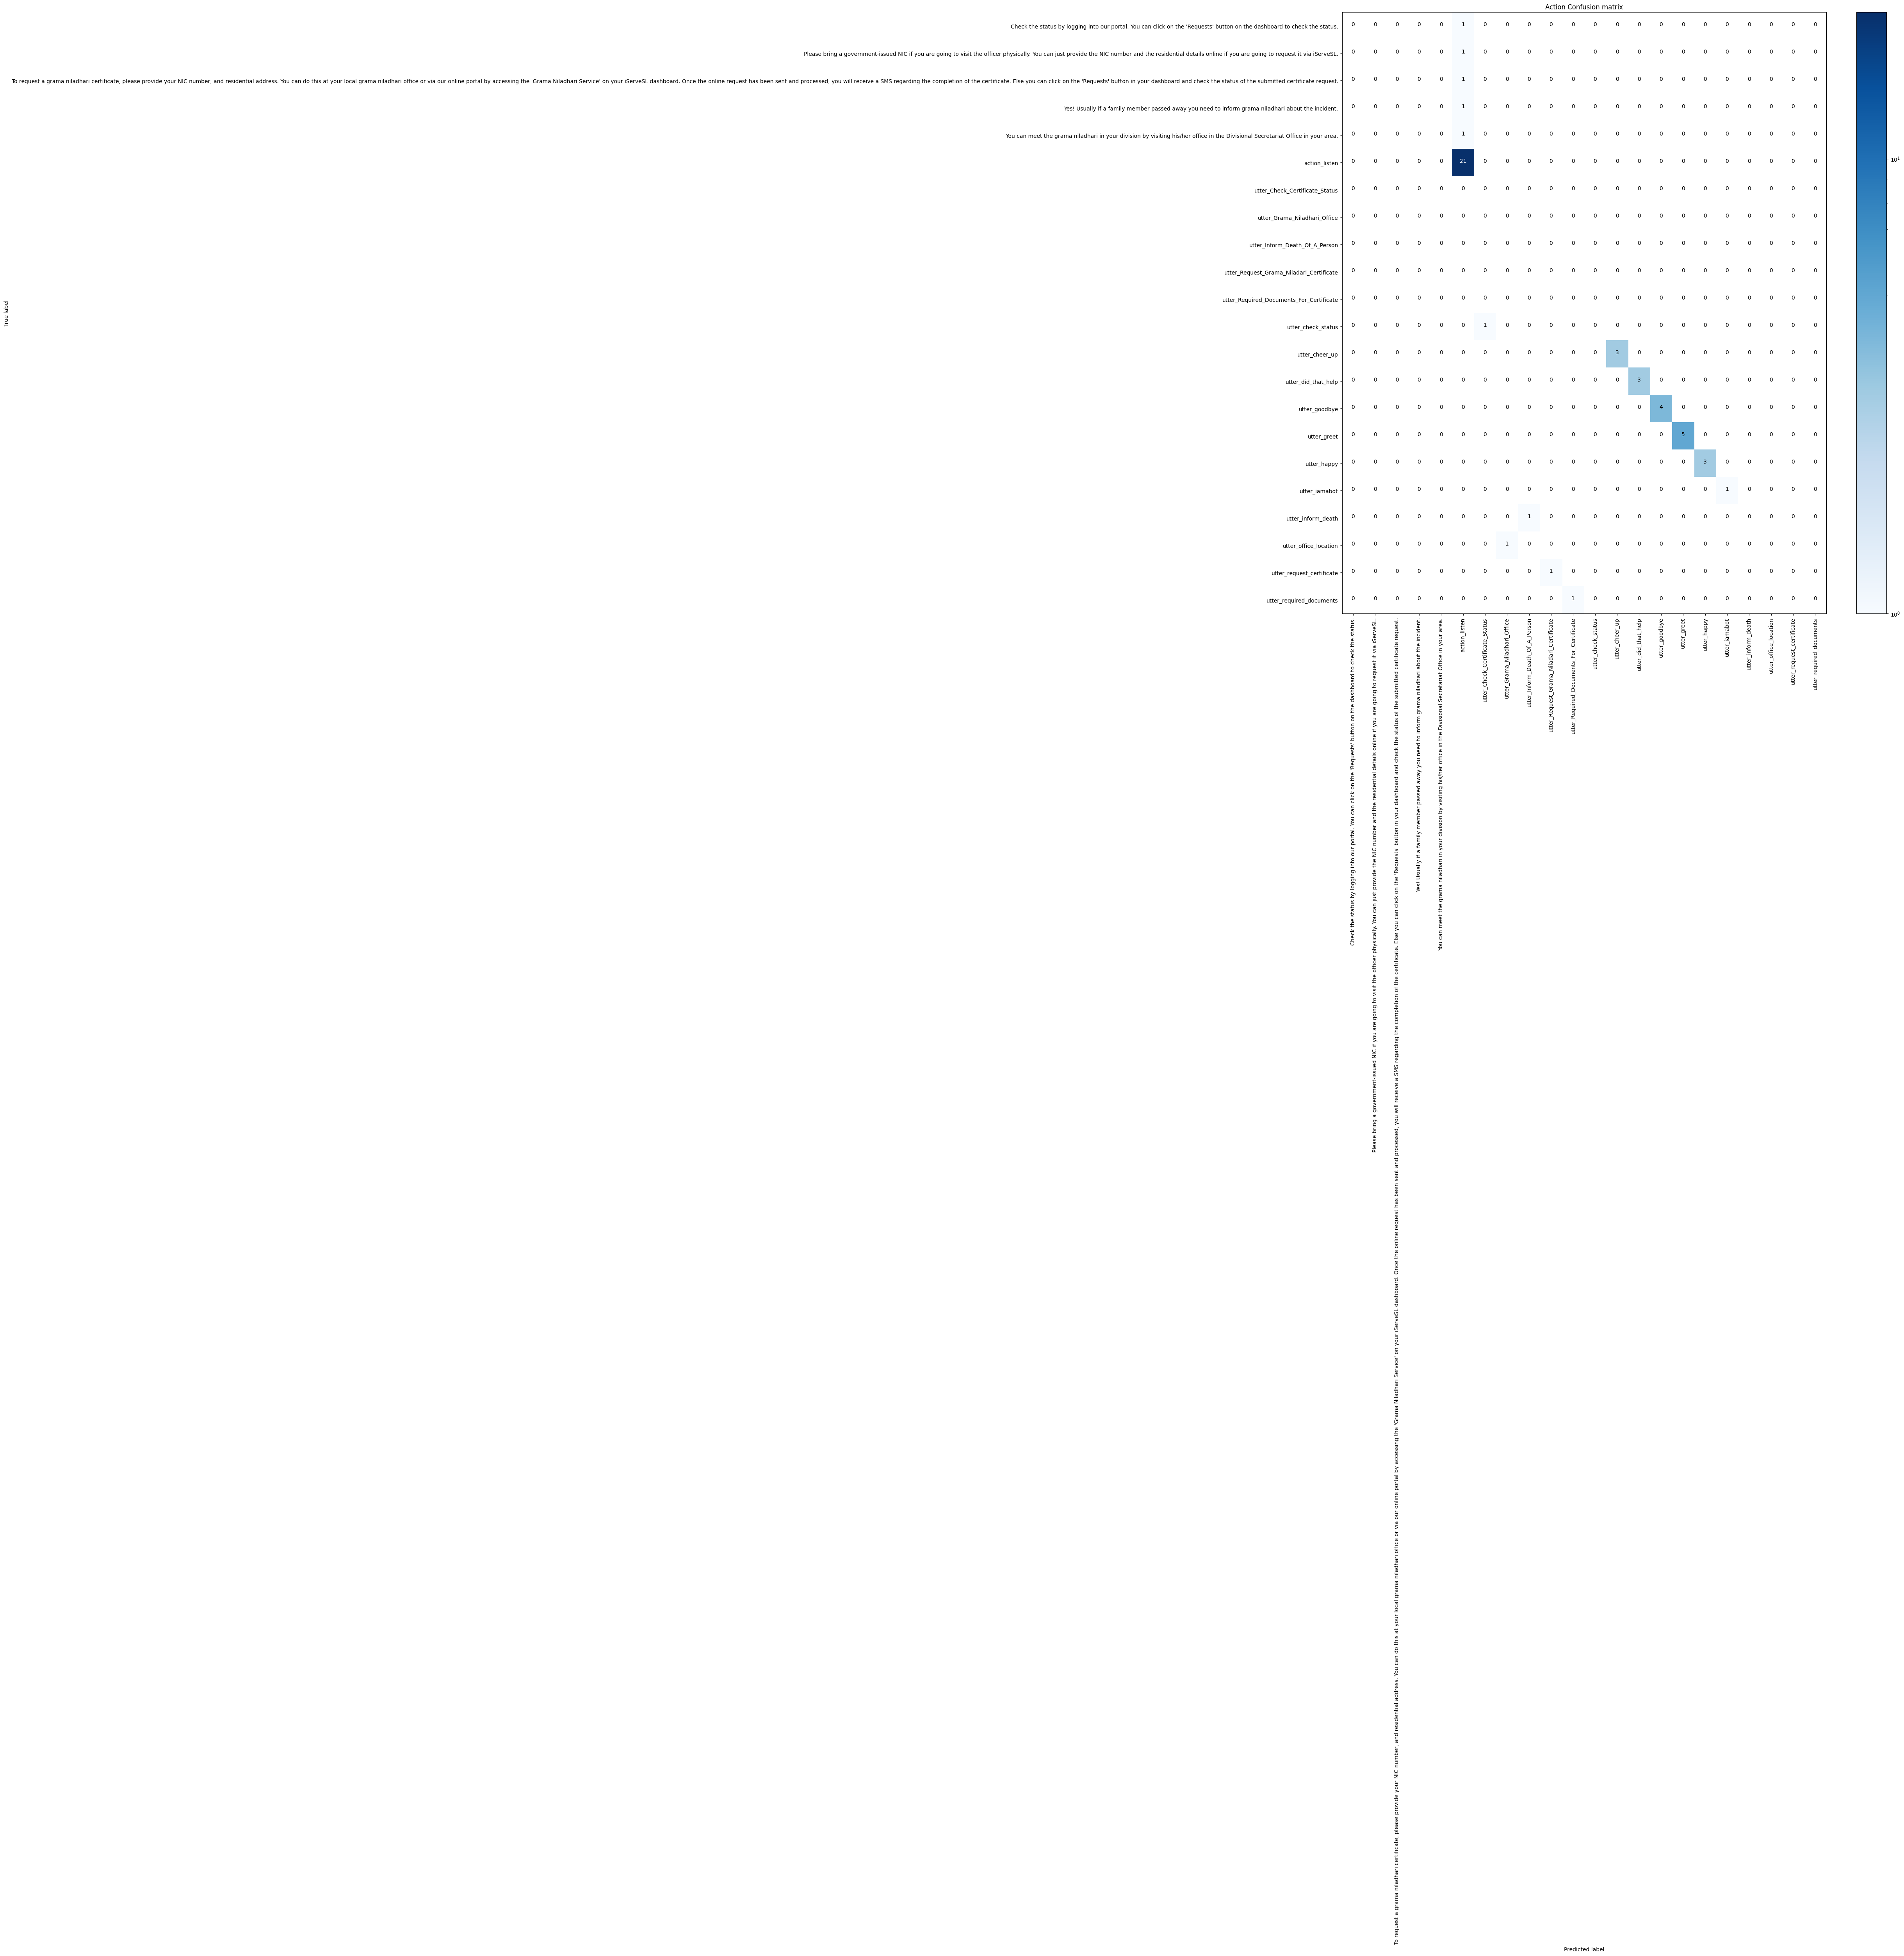 Action Confusion matrix
Check the status by logging into our portal. You can click on the 'Requests' button on the dashboard to check the status. 0 0 0 0 0 1 0 0 0 0 0 0 0 0 0 0 0 0 0 0 0 0
Please bring a government-issued NIC if you are going to visit the officer physically. You can just provide the NIC number and the residential details online if you are going to request it via iServeSL. 0 0 0 0 0 1 0 0 0 0 0 0 0 0 0 0 0 0 0 0 0 0
To request a grama niladhari certificate, please provide your NIC number, and residential address. You can do this at your local grama niladhari office or via our online portal by accessing the 'Grama Niladhari Service' on your iServeSL dashboard. Once the online request has been sent and processed, you will receive a SMS regarding the completion of the certificate. Else you can click on the 'Requests' button in your dashboard and check the status of the submitted certificate request. 0 0 0 0 0 1 0 0 0 0 0 0 0 0 0 0 0 0 0 0 0 0
Yes! Usually if a family member passed away you need to inform grama niladhari about the incident. 0 0 0 0 0 1 0 0 0 0 0 0 0 0 0 0 0 0 0 0 0 0
You can meet the grama niladhari in your division by visiting his/her office in the Divisional Secretariat Office in your area. 0 0 0 0 0 1 0 0 0 0 0 0 0 0 0 0 0 0 0 0 0 0
action_listen 0 0 0 0 0 21 0 0 0 0 0 0 0 0 0 0 0 0 0 0 0 0
utter_Check_Certificate_Status 0 0 0 0 0 0 0 0 0 0 0 0 0 0 0 0 0 0 0 0 0 0
utter_Grama_Niladhari_Office 0 0 0 0 0 0 0 0 0 0 0 0 0 0 0 0 0 0 0 0 0 0
utter_Inform_Death_Of_A_Person 0 0 0 0 0 0 0 0 0 0 0 0 0 0 0 0 0 0 0 0 0 0
utter_Request_Grama_Niladari_Certificate 0 0 0 0 0 0 0 0 0 0 0 0 0 0 0 0 0 0 0 0 0 0
utter_Required_Documents_For_Certificate 0 0 0 0 0 0 0 0 0 0 0 0 0 0 0 0 0 0 0 0 0 0
utter_check_status 0 0 0 0 0 0 1 0 0 0 0 0 0 0 0 0 0 0 0 0 0 0
utter_cheer_up 0 0 0 0 0 0 0 0 0 0 0 0 3 0 0 0 0 0 0 0 0 0
utter_did_that_help 0 0 0 0 0 0 0 0 0 0 0 0 0 3 0 0 0 0 0 0 0 0
utter_goodbye 0 0 0 0 0 0 0 0 0 0 0 0 0 0 4 0 0 0 0 0 0 0
utter_greet 0 0 0 0 0 0 0 0 0 0 0 0 0 0 0 5 0 0 0 0 0 0
utter_happy 0 0 0 0 0 0 0 0 0 0 0 0 0 0 0 0 3 0 0 0 0 0
utter_iamabot 0 0 0 0 0 0 0 0 0 0 0 0 0 0 0 0 0 1 0 0 0 0
utter_inform_death 0 0 0 0 0 0 0 0 1 0 0 0 0 0 0 0 0 0 0 0 0 0
utter_office_location 0 0 0 0 0 0 0 1 0 0 0 0 0 0 0 0 0 0 0 0 0 0
utter_request_certificate 0 0 0 0 0 0 0 0 0 1 0 0 0 0 0 0 0 0 0 0 0 0
utter_required_documents 0 0 0 0 0 0 0 0 0 0 1 0 0 0 0 0 0 0 0 0 0 0
True label
10^1
10^0
Check the status by logging into our portal. You can click on the 'Requests' button on the dashboard to check the status.
Please bring a government-issued NIC if you are going to visit the officer physically. You can just provide the NIC number and the residential details online if you are going to request it via iServeSL.
To request a grama niladhari certificate, please provide your NIC number, and residential address. You can do this at your local grama niladhari office or via our online portal by accessing the 'Grama Niladhari Service' on your iServeSL dashboard. Once the online request has been sent and processed, you will receive a SMS regarding the completion of the certificate. Else you can click on the 'Requests' button in your dashboard and check the status of the submitted certificate request.
Yes! Usually if a family member passed away you need to inform grama niladhari about the incident.
You can meet the grama niladhari in your division by visiting his/her office in the Divisional Secretariat Office in your area.
action_listen
utter_Check_Certificate_Status
utter_Grama_Niladhari_Office
utter_Inform_Death_Of_A_Person
utter_Request_Grama_Niladari_Certificate
utter_Required_Documents_For_Certificate
utter_check_status
utter_cheer_up
utter_did_that_help
utter_goodbye
utter_greet
utter_happy
utter_iamabot
utter_inform_death
utter_office_location
utter_request_certificate
utter_required_documents
Predicted label